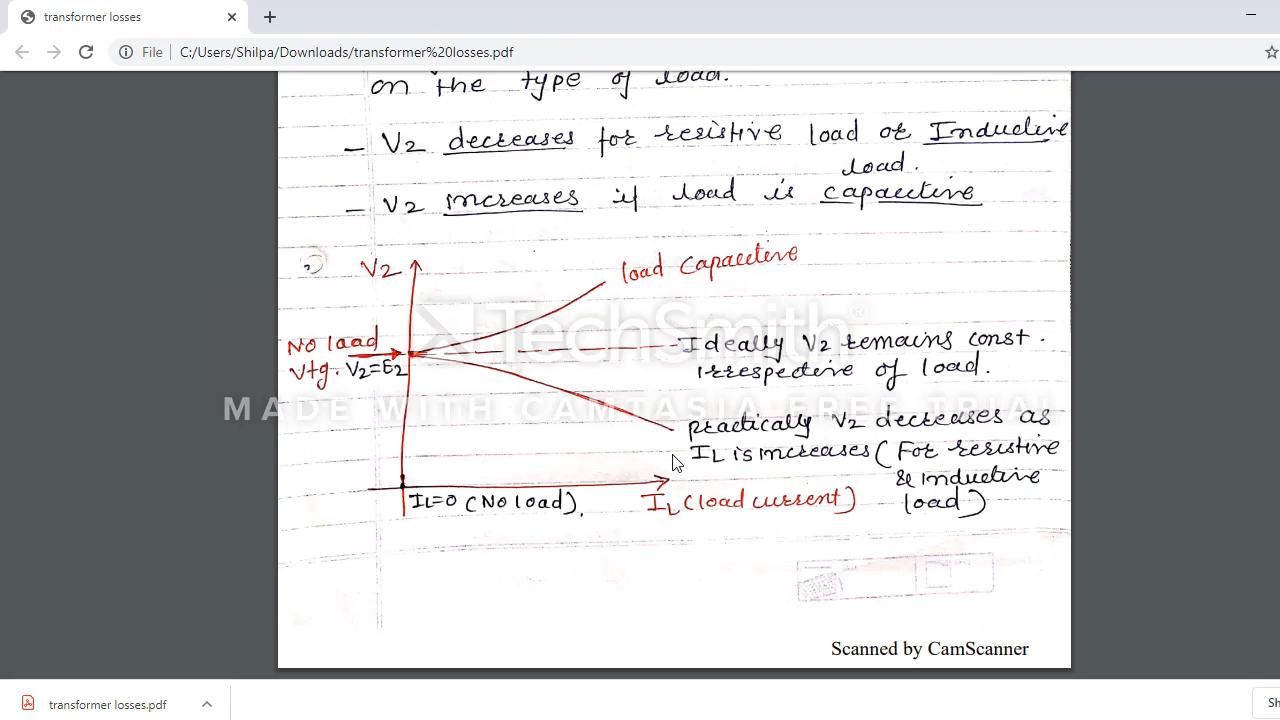 transformer losses
File
C:/Users/Shilpa/Downloads/transformer%20losses.pdf
on the type of load.
– V2 decreases for resistive load or Inductive
load.
– V2 increases if load is capacitive
V2
load Capacitive
No load
Vtg. V2=E2
Ideally V2 remains const.
irrespective of load.
practically V2 decreases as
IL is increases (For resistive
& inductive
load)
IL=0 (No load).
IL (load current)
TechSmith
MADE WITH CAMTASIA FREE TRIAL
Scanned by CamScanner
transformer losses.pdf
Sh